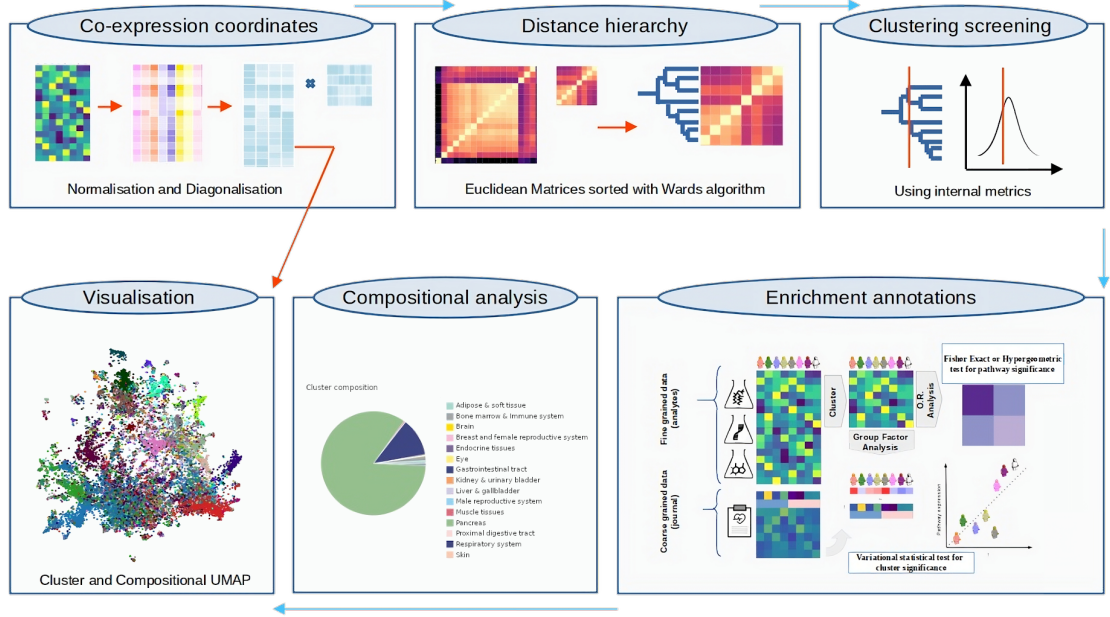 Co-expression coordinates
Normalisation and Diagonalisation
Distance hierarchy
Euclidean Matrices sorted with Wards algorithm
Clustering screening
Using internal metrics
Visualisation
Cluster and Compositional UMAP
Compositional analysis
Cluster composition
Adipose & soft tissue
Bone marrow & Immune system
Brain
Breast and female reproductive system
Endocrine tissues
Eye
Gastrointestinal tract
Kidney & urinary bladder
Liver & gallbladder
Male reproductive system
Muscle tissues
Pancreas
Proximal digestive tract
Respiratory system
Skin
Enrichment annotations
Fine grained data
(analytes)
Coarse grained data
(journal)
Cluster
O.R.
Analysis
Group Factor
Analysis
Fisher Exact or Hypergeometric
test for pathway significance
Pathway expression
Variational statistical test for
cluster significance